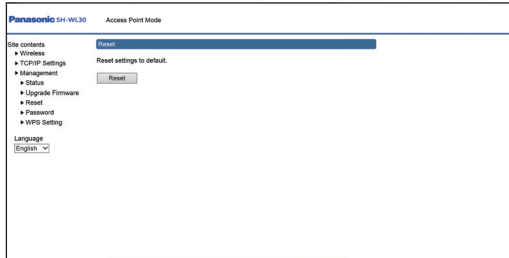 Panasonic SH-WL30 Access Point Mode
Site contents
Wireless
TCP/IP Settings
Management
Status
Upgrade Firmware
Reset
Password
WPS Setting
Language
English
Reset
Reset settings to default.
Reset